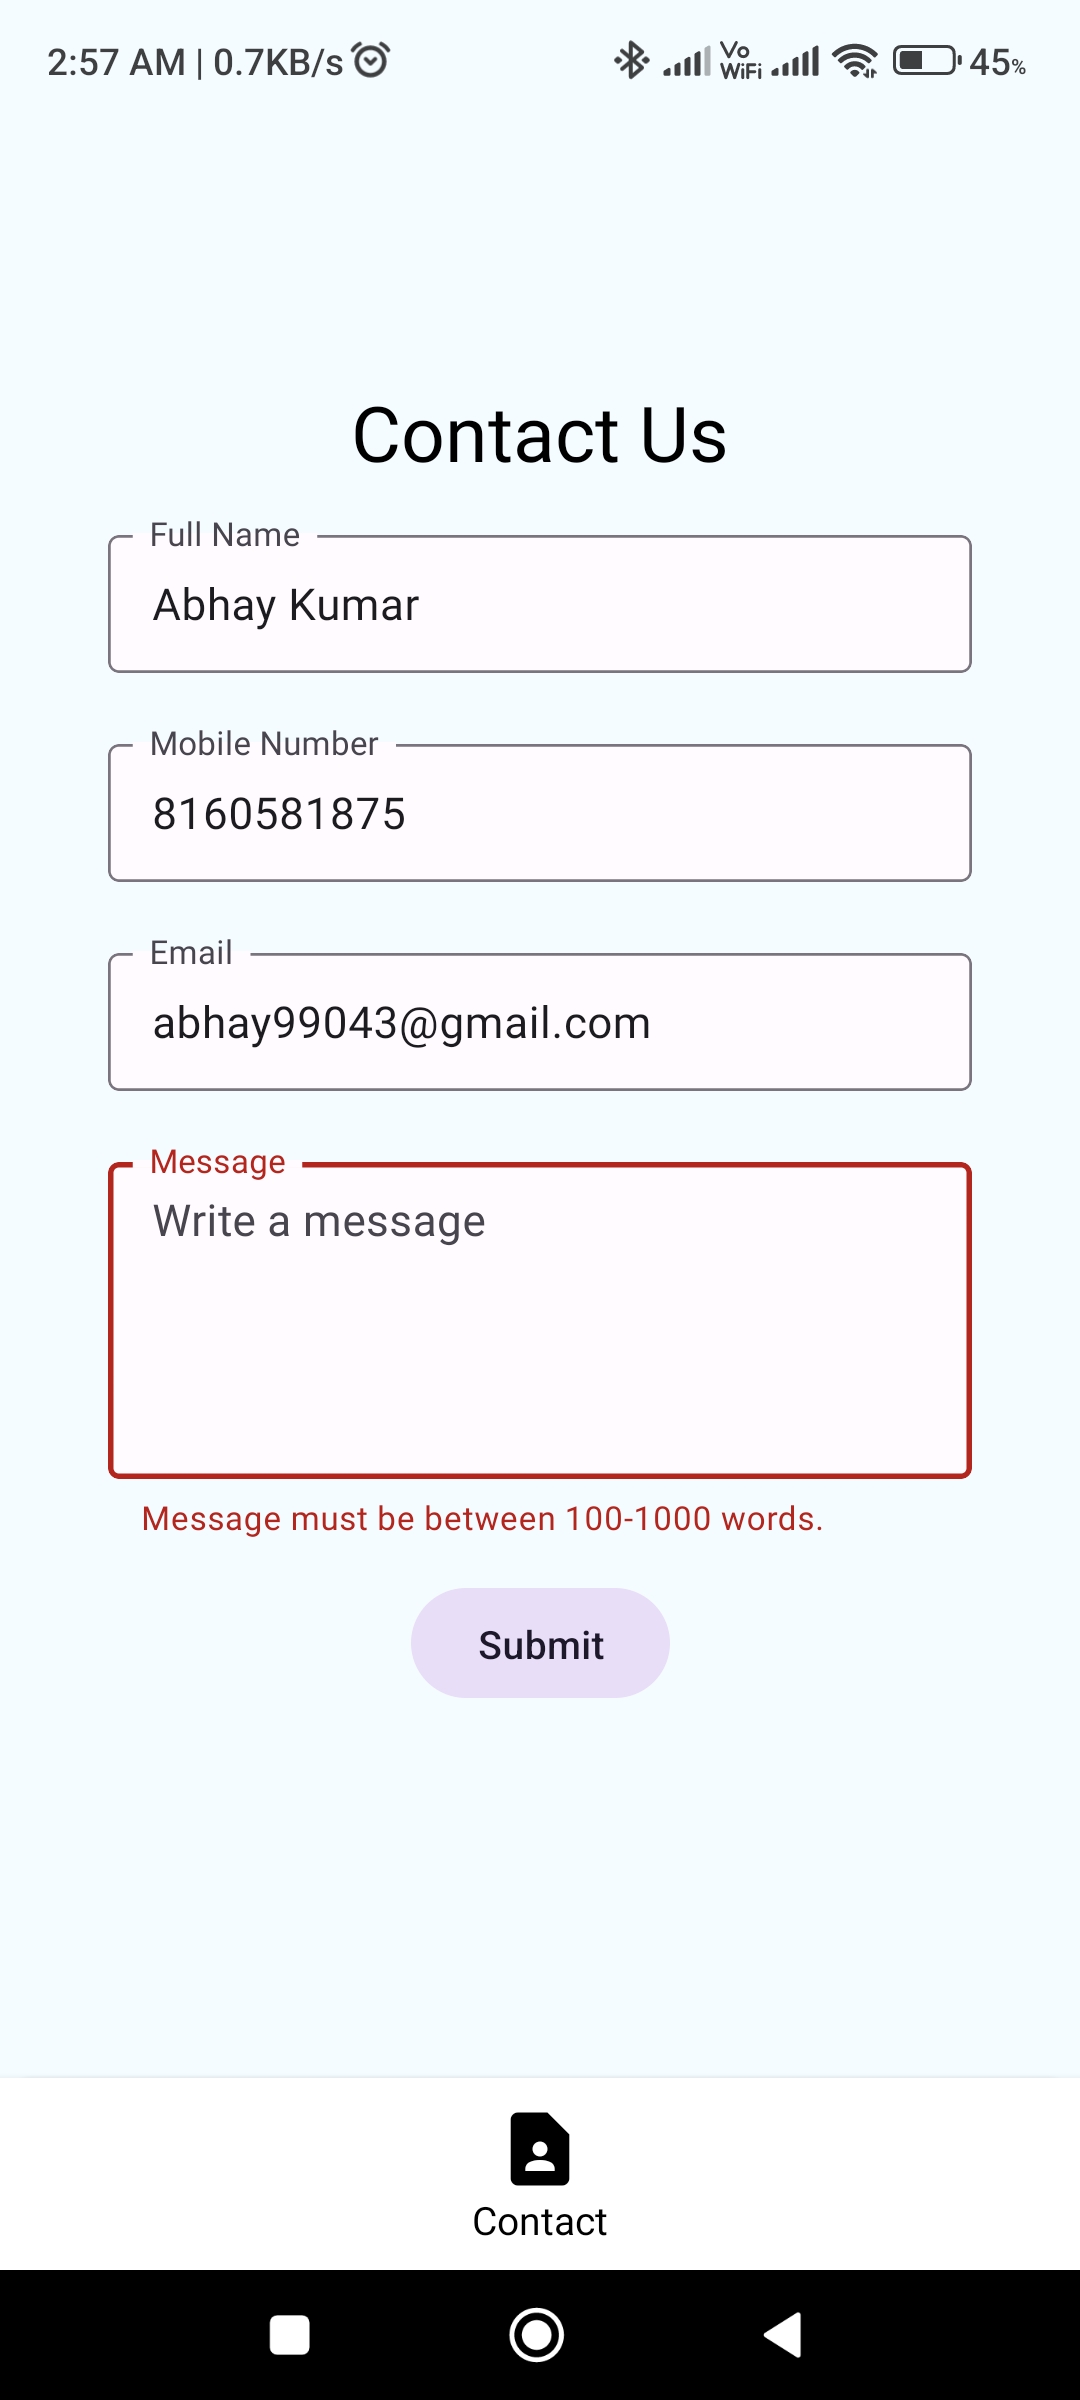 2:57 AM | 0.7KB/s
Vo
WiFi
45%
Contact Us
Full Name
Abhay Kumar
Mobile Number
8160581875
Email
abhay99043@gmail.com
Message
Write a message
Message must be between 100-1000 words.
Submit
Contact